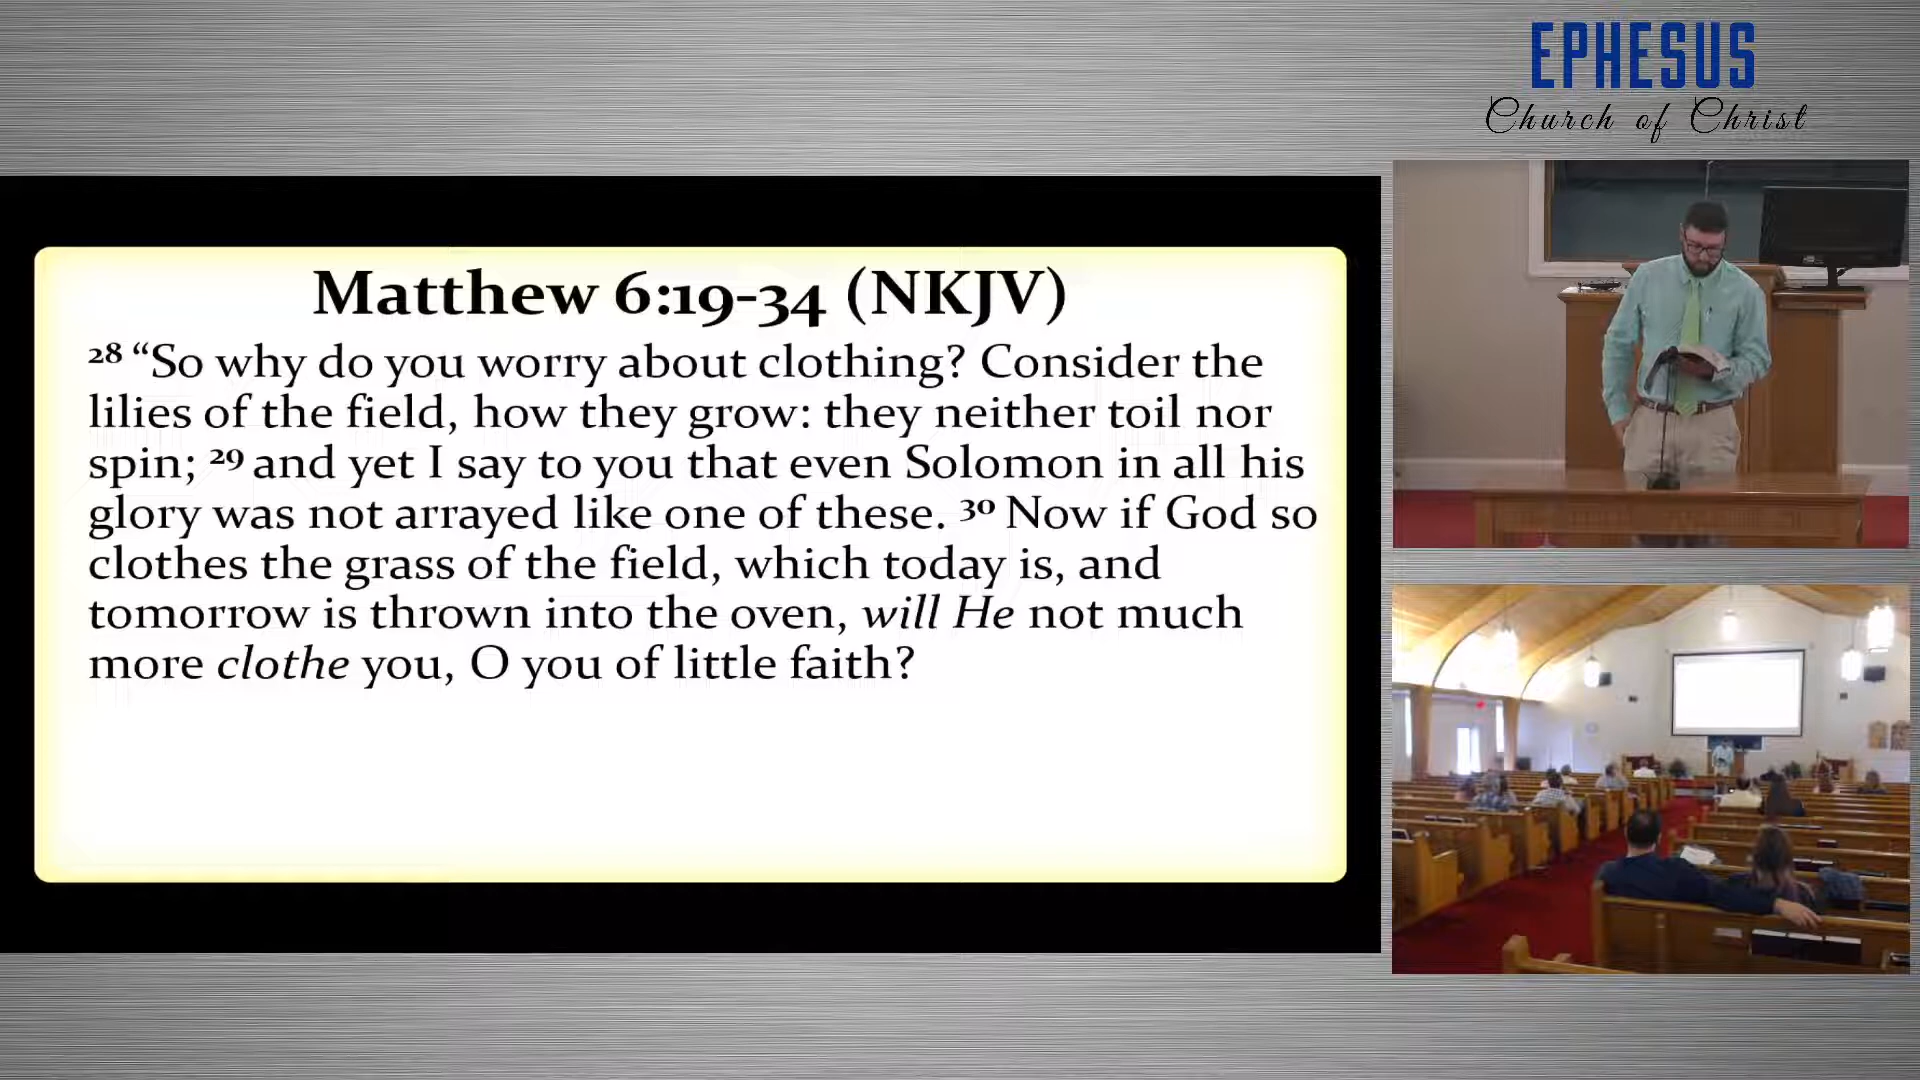 EPHESUS
Church of Christ
Matthew 6:19-34 (NKJV)
28 “So why do you worry about clothing? Consider the
lilies of the field, how they grow: they neither toil nor
spin; 29 and yet I say to you that even Solomon in all his
glory was not arrayed like one of these. 30 Now if God so
clothes the grass of the field, which today is, and
tomorrow is thrown into the oven, will He not much
more clothe you, O you of little faith?